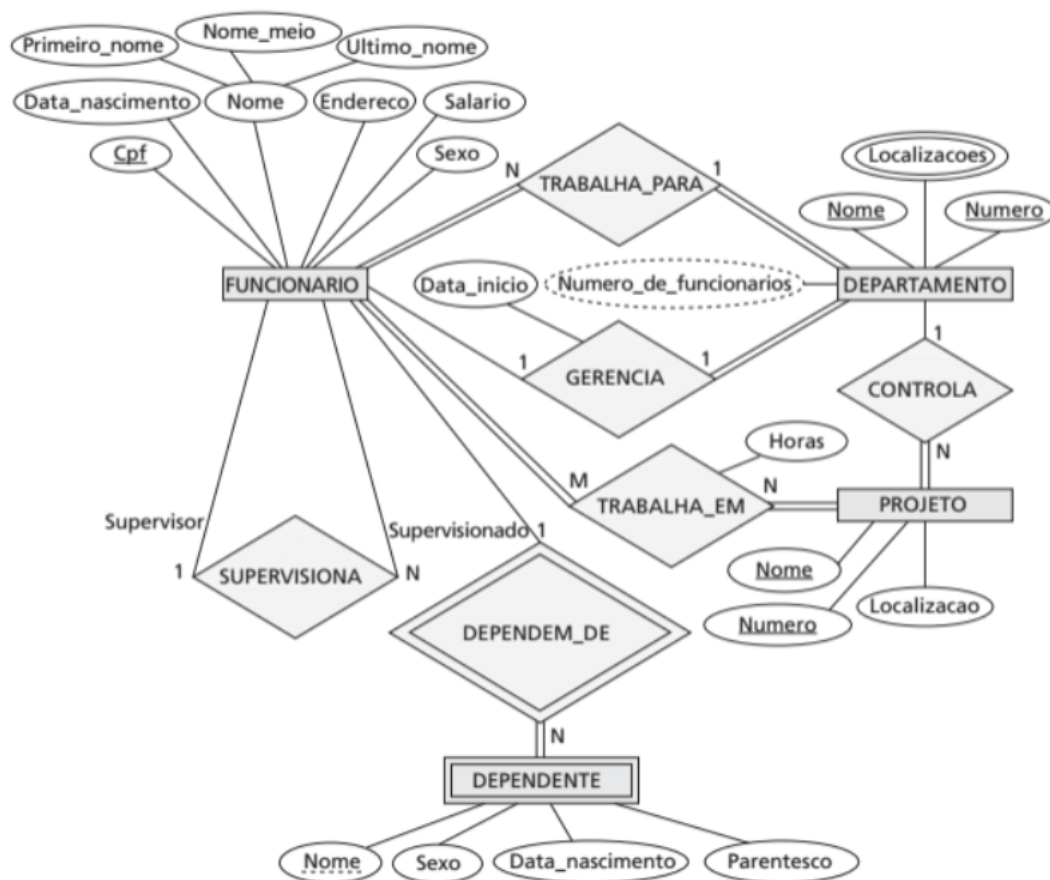 Nome_meio
Primeiro_nome
Ultimo_nome
Data_nascimento
Nome
Endereco
Salario
Cpf
Sexo
N
TRABALHA_PARA
1
Localizacoes
Nome
Numero
FUNCIONARIO
Data_inicio
Numero_de_funcionarios
DEPARTAMENTO
1
GERENCIA
1
1
CONTROLA
N
Horas
M
TRABALHA_EM
N
PROJETO
Supervisor
Supervisionado
1
1
SUPERVISIONA
N
Nome
Localizacao
Numero
DEPENDEM_DE
N
DEPENDENTE
Nome
Sexo
Data_nascimento
Parentesco